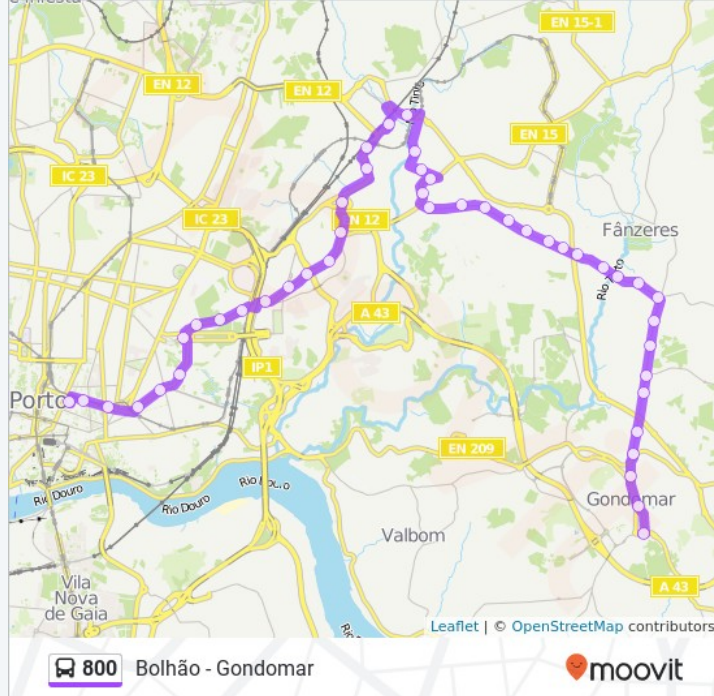 EN 15-1
EN 12
EN 12
EN 15
IC 23
IC 23
EN 12
Fânzeres
A 43
IP1
Porto
EN 209
Gondomar
Rio Douro
Rio Douro
Valbom
Vila
Nova
de Gaia
A 43
Leaflet | © OpenStreetMap contributors
800 Bolhão - Gondomar
moovit